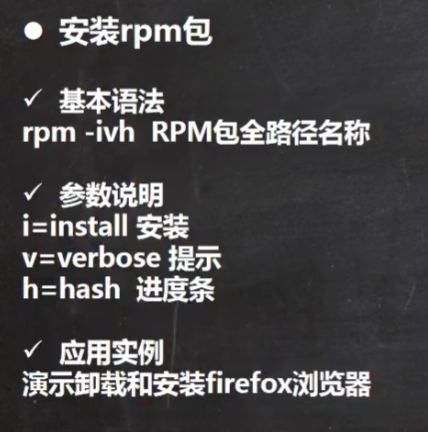 ● 安装rpm包
✓ 基本语法
rpm -ivh RPM包全路径名称
✓ 参数说明
i=install 安装
v=verbose 提示
h=hash 进度条
✓ 应用实例
演示卸载和安装firefox浏览器